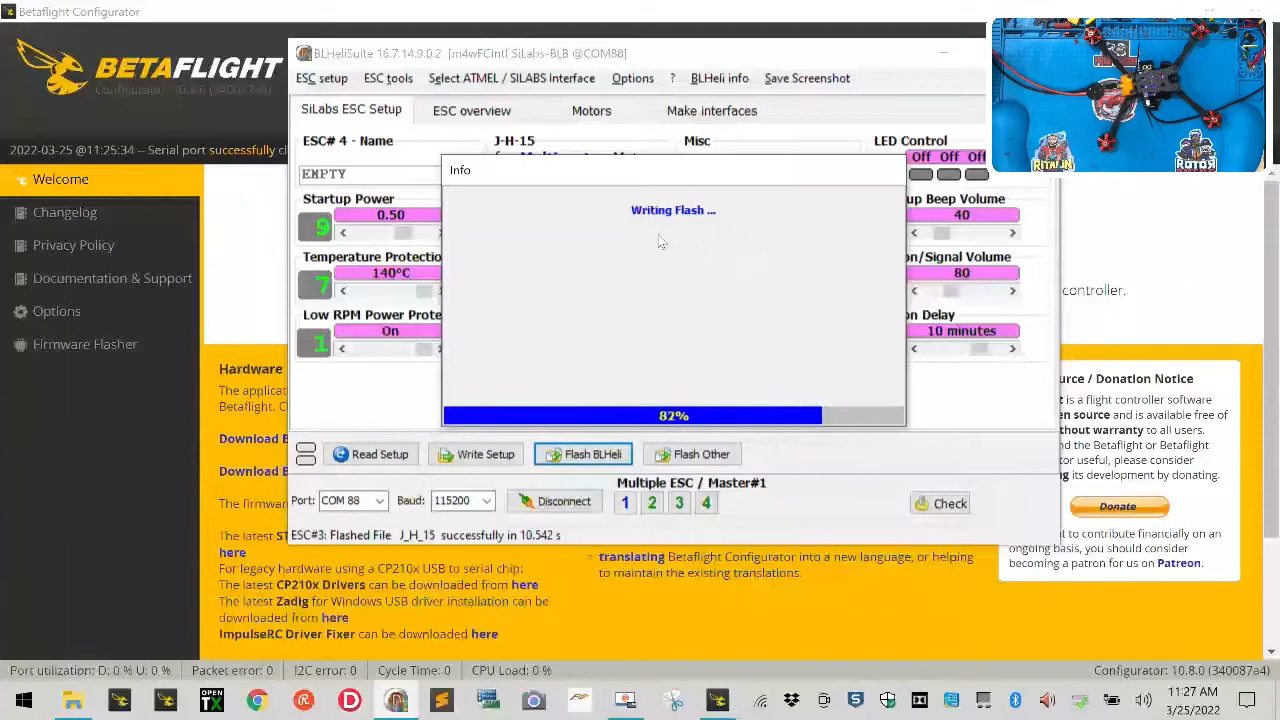 Betaflight Configurator
BETAFLIGHT
2022-03-25 @11:25:34 -- Serial port successfully cl
Welcome
Changelog
Privacy Policy
Documentation & Support
Options
Firmware Flasher
ESC setup ESC tools Select ATMEL / SILABS Interface Options ? BLHeli info Save Screenshot
SiLabs ESC Setup ESC overview Motors Make interfaces
ESC# 4 - Name J-H-15 Misc LED Control
Off Off Off
EMPTY
Info
Writing Flash ...
82%
Startup Power up Beep Volume
0.50 40
9
Temperature Protectio on/Signal Volume
140°C 80
7
Low RPM Power Prote on Delay
On 10 minutes
1
controller.
Read Setup Write Setup Flash BLHeli Flash Other
Multiple ESC / Master#1
Port: COM 88 Baud: 115200 Disconnect 1 2 3 4 Check
ESC#3: Flashed File J_H_15 successfully in 10.542 s
Hardware
The applicat
Betaflight. C
Download B
Download B
The firmwar
The latest ST
here
For legacy hardware using a CP210x USB to serial chip:
The latest CP210x Drivers can be downloaded from here
The latest Zadig for Windows USB driver installation can be
downloaded from here
ImpulseRC Driver Fixer can be downloaded here
translating Betaflight Configurator into a new language, or helping
to maintain the existing translations.
urce / Donation Notice
t is a flight controller software
en source and is available free of
thout warranty to all users.
nd the Betaflight or Betaflight
tor useful, please consider
ng its development by donating.
Donate
t to contribute financially on an
ongoing basis, you should consider
becoming a patron for us on Patreon.
Port utilization: D: 0 % U: 0 % Packet error: 0 I2C error: 0 Cycle Time: 0 CPU Load: 0 % Configurator: 10.8.0 (340087a4)
OPEN
TX
11:27 AM
3/25/2022